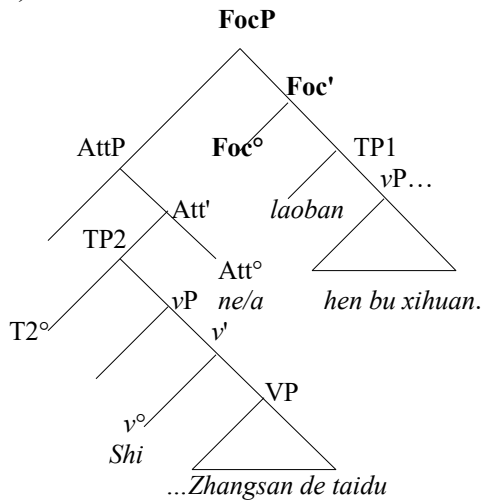 FocP
Foc'
AttP Foc° TP1
vP…
Att' laoban
TP2
Att°
ne/a hen bu xihuan.
T2° vP
v'
v° VP
Shi
...Zhangsan de taidu